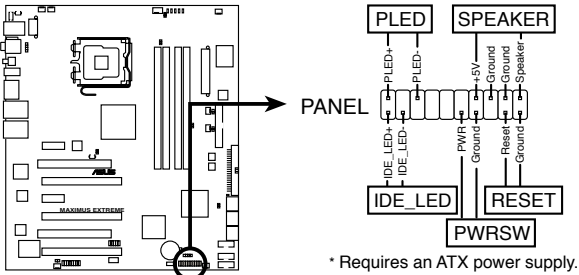 PLED
SPEAKER
PLED+
PLED-
+5V
Ground
Ground
Speaker
PANEL
IDE_LED+
IDE_LED-
PWR
Ground
Reset
Ground
IDE_LED
RESET
PWRSW
ASUS
MAXIMUS EXTREME
* Requires an ATX power supply.